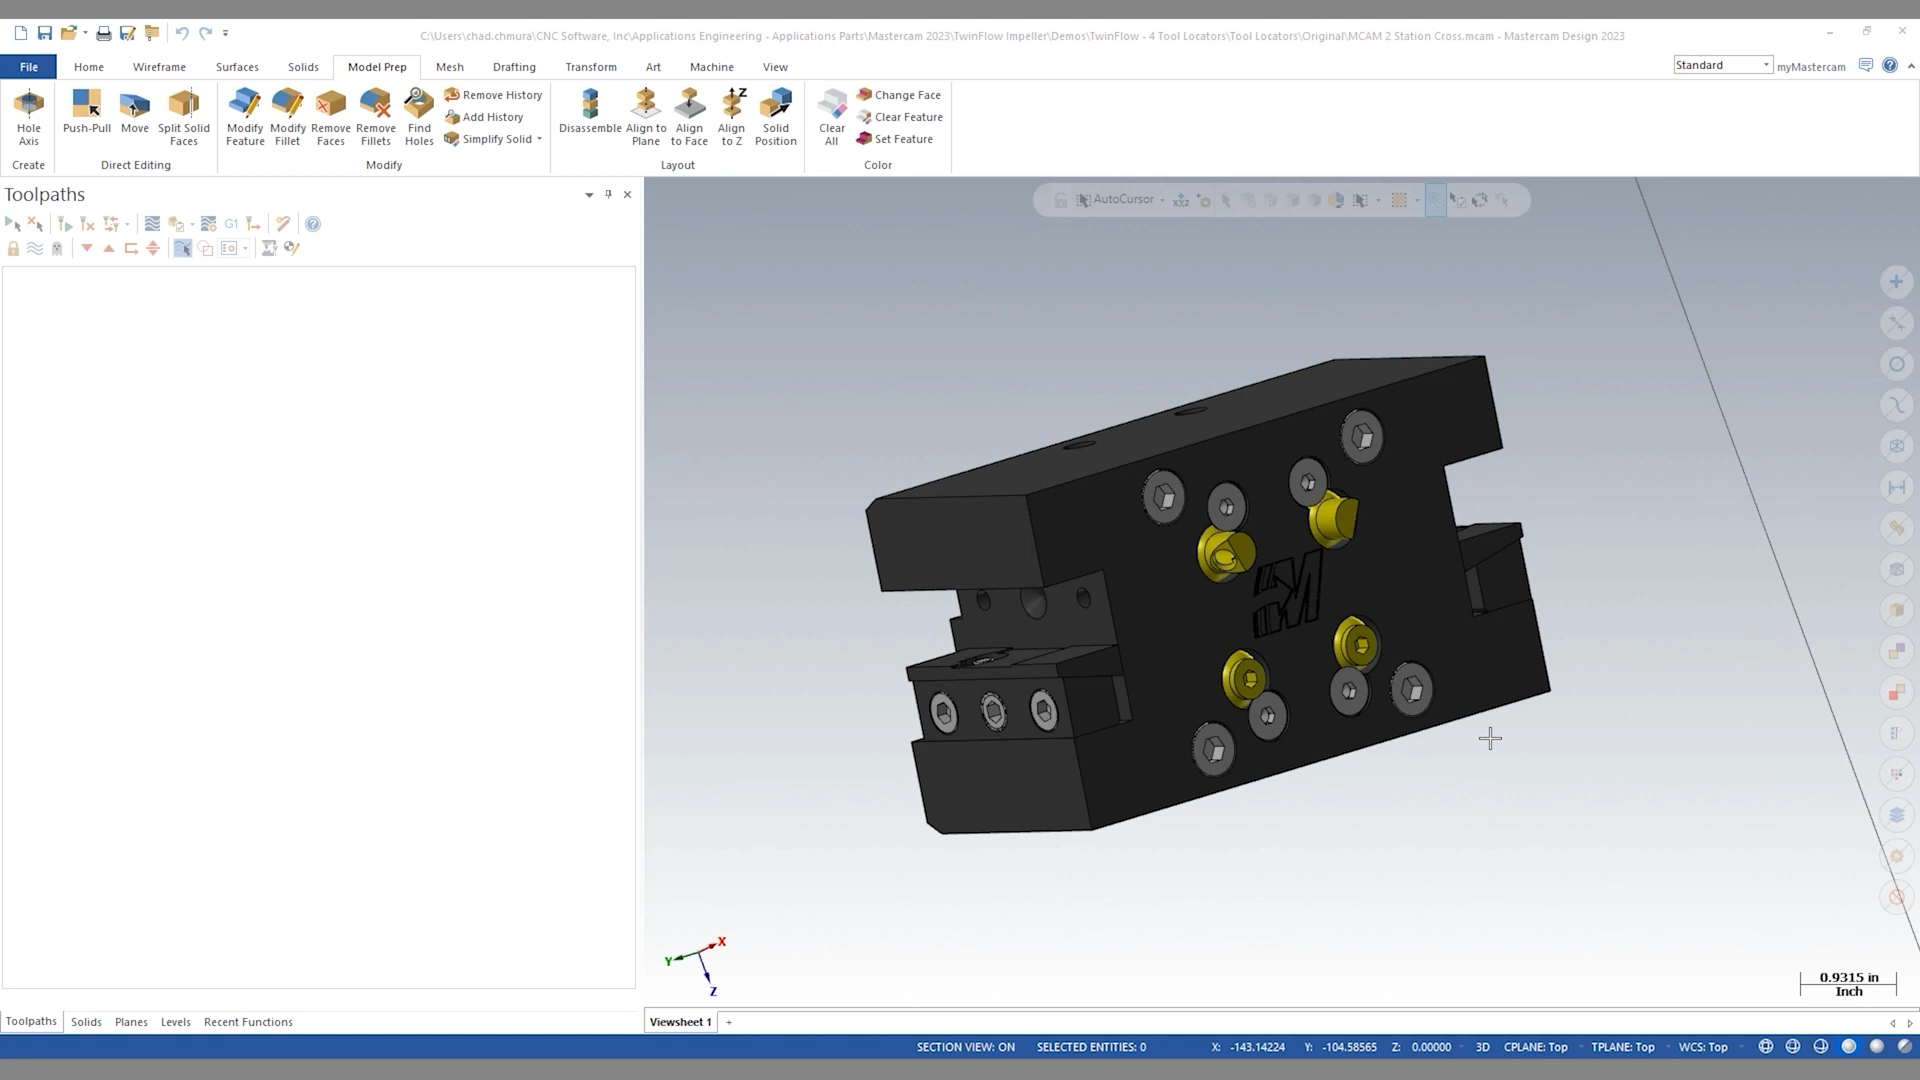 C:\Users\chad.chmura\CNC Software, Inc\Applications Engineering - Applications Parts\Mastercam 2023\TwinFlow Impeller\Demos\TwinFlow - 4 Tool Locators\Tool Locators\Original\MCAM 2 Station Cross.mcam - Mastercam Design 2023
File Home Wireframe Surfaces Solids Model Prep Mesh Drafting Transform Art Machine View Standard myMastercam
Hole Axis
Create
Push-Pull
Move
Split Solid Faces
Direct Editing
Modify Feature
Modify Fillet
Remove Faces
Remove Fillets
Find Holes
Remove History
Add History
Simplify Solid
Modify
Disassemble
Align to Plane
Align to Face
Align to Z
Solid Position
Layout
Clear All
Change Face
Clear Feature
Set Feature
Color
Toolpaths
G1
AutoCursor
XYZ
M
X
Y
Z
0.9315 in
Inch
Toolpaths Solids Planes Levels Recent Functions
Viewsheet 1 +
SECTION VIEW: ON SELECTED ENTITIES: 0 X: -143.14224 Y: -104.58565 Z: 0.00000 3D CPLANE: Top TPLANE: Top WCS: Top